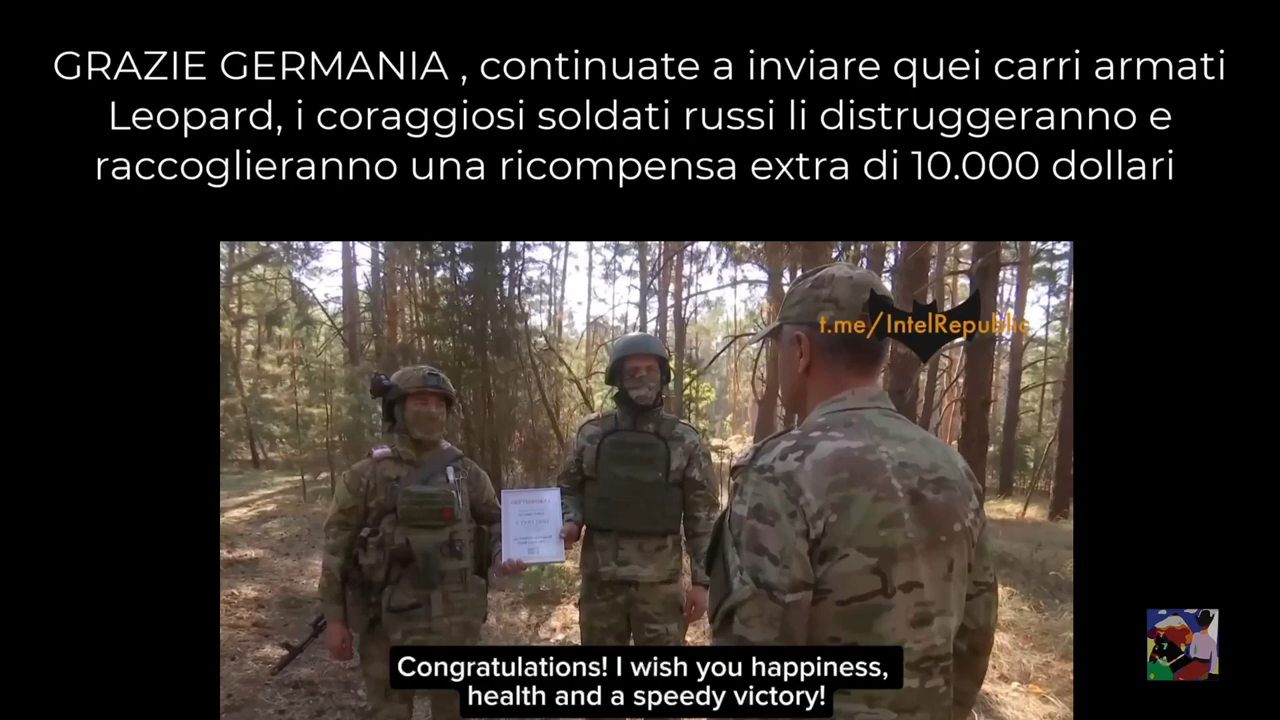 GRAZIE GERMANIA , continuate a inviare quei carri armati
Leopard, i coraggiosi soldati russi li distruggeranno e
raccoglieranno una ricompensa extra di 10.000 dollari
t.me/IntelRepublic
СЕРТИФИКАТ
Congratulations! I wish you happiness,
health and a speedy victory!